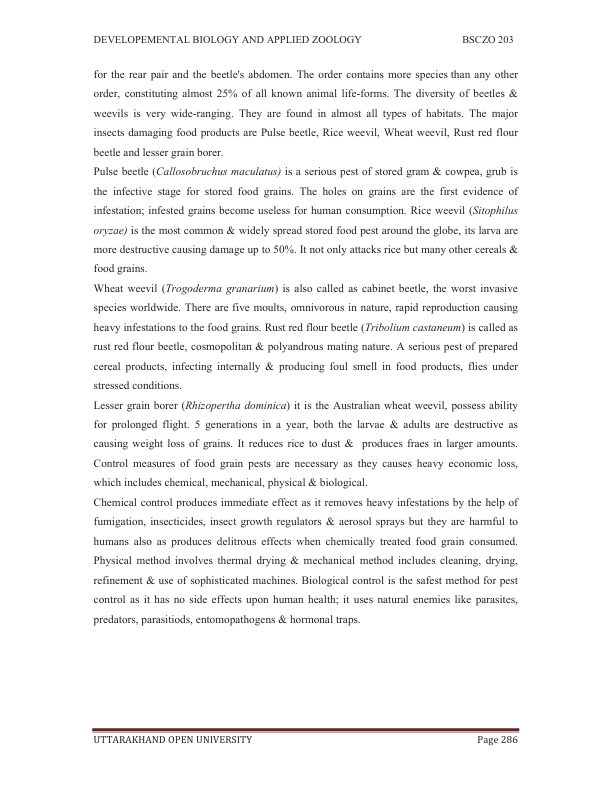 DEVELOPEMENTAL BIOLOGY AND APPLIED ZOOLOGY BSCZO 203
for the rear pair and the beetle's abdomen. The order contains more species than any other
order, constituting almost 25% of all known animal life-forms. The diversity of beetles &
weevils is very wide-ranging. They are found in almost all types of habitats. The major
insects damaging food products are Pulse beetle, Rice weevil, Wheat weevil, Rust red flour
beetle and lesser grain borer.
Pulse beetle (Callosobruchus maculatus) is a serious pest of stored gram & cowpea, grub is
the infective stage for stored food grains. The holes on grains are the first evidence of
infestation; infested grains become useless for human consumption. Rice weevil (Sitophilus
oryzae) is the most common & widely spread stored food pest around the globe, its larva are
more destructive causing damage up to 50%. It not only attacks rice but many other cereals &
food grains.
Wheat weevil (Trogoderma granarium) is also called as cabinet beetle, the worst invasive
species worldwide. There are five moults, omnivorous in nature, rapid reproduction causing
heavy infestations to the food grains. Rust red flour beetle (Tribolium castaneum) is called as
rust red flour beetle, cosmopolitan & polyandrous mating nature. A serious pest of prepared
cereal products, infecting internally & producing foul smell in food products, flies under
stressed conditions.
Lesser grain borer (Rhizopertha dominica) it is the Australian wheat weevil, possess ability
for prolonged flight. 5 generations in a year, both the larvae & adults are destructive as
causing weight loss of grains. It reduces rice to dust & produces fraes in larger amounts.
Control measures of food grain pests are necessary as they causes heavy economic loss,
which includes chemical, mechanical, physical & biological.
Chemical control produces immediate effect as it removes heavy infestations by the help of
fumigation, insecticides, insect growth regulators & aerosol sprays but they are harmful to
humans also as produces delitrous effects when chemically treated food grain consumed.
Physical method involves thermal drying & mechanical method includes cleaning, drying,
refinement & use of sophisticated machines. Biological control is the safest method for pest
control as it has no side effects upon human health; it uses natural enemies like parasites,
predators, parasitiods, entomopathogens & hormonal traps.
UTTARAKHAND OPEN UNIVERSITY Page 286